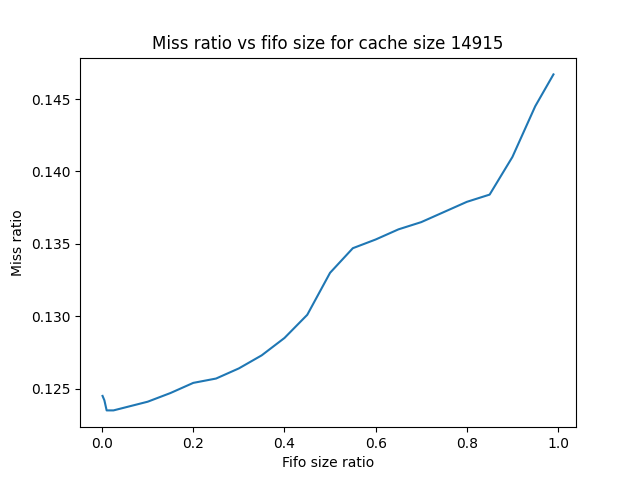 Miss ratio vs fifo size for cache size 14915
0.145
0.140
0.135
0.130
0.125
Miss ratio
0.0 0.2 0.4 0.6 0.8 1.0
Fifo size ratio